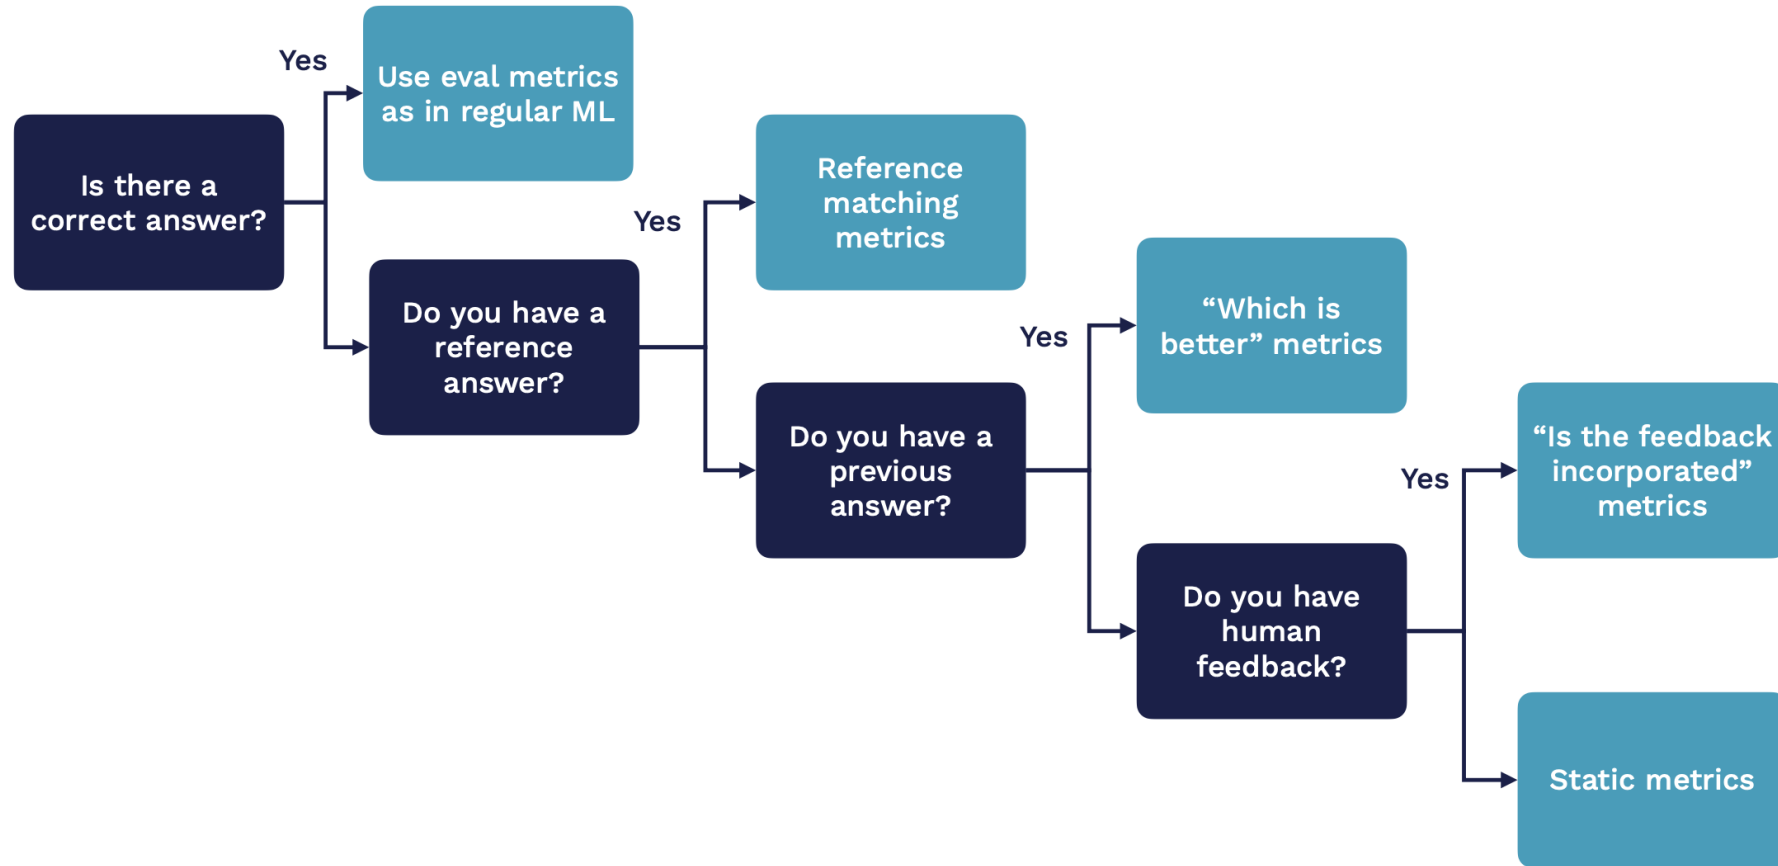 Yes
Use eval metrics
as in regular ML
Is there a
correct answer?
Yes
Reference
matching
metrics
Do you have a
reference
answer?
Yes
“Which is
better” metrics
Do you have a
previous
answer?
Yes
“Is the feedback
incorporated”
metrics
Do you have
human
feedback?
Static metrics